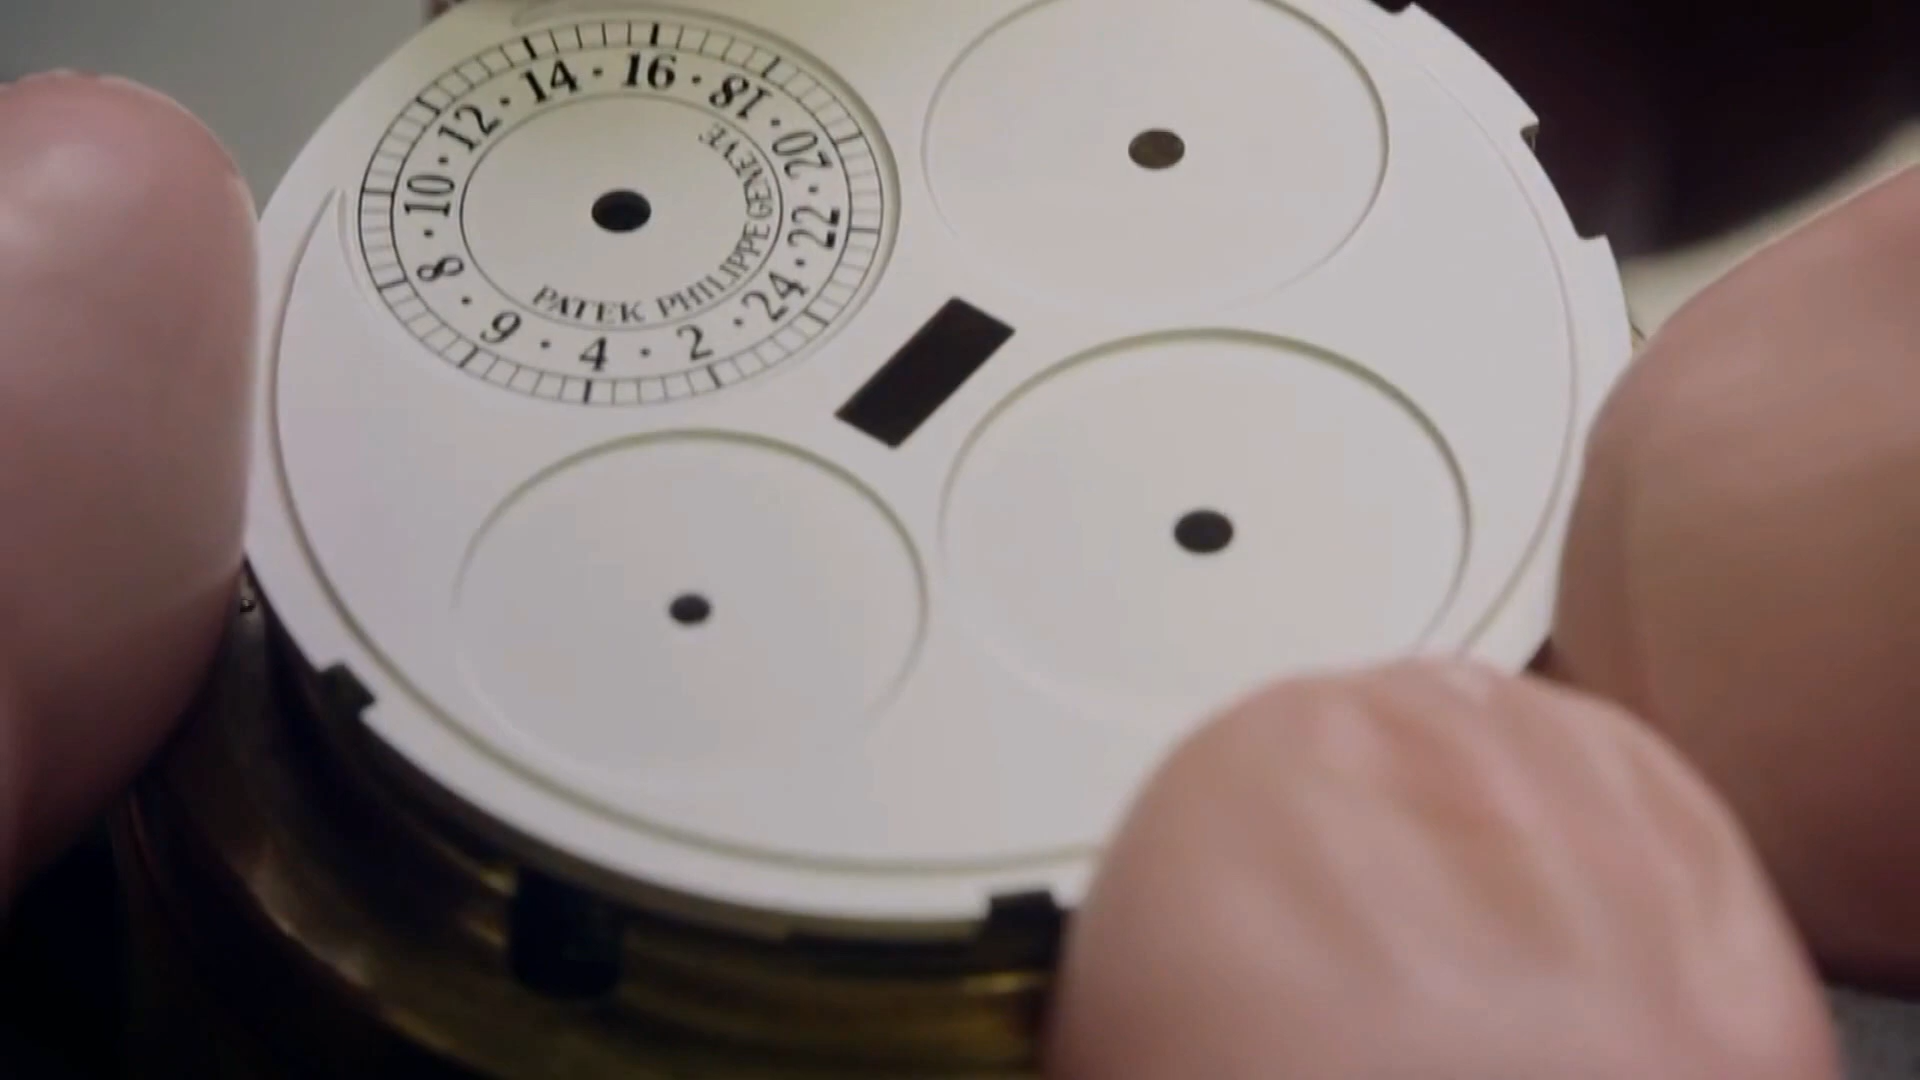 2 · 4 · 6 · 8 · 10 · 12 · 14 · 16 · 18 · 20 · 22 · 24
PATEK PHILIPPE GENEVE